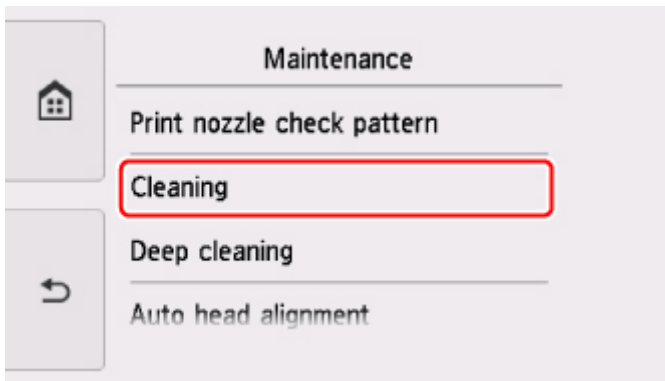 Maintenance
Print nozzle check pattern
Cleaning
Deep cleaning
Auto head alignment